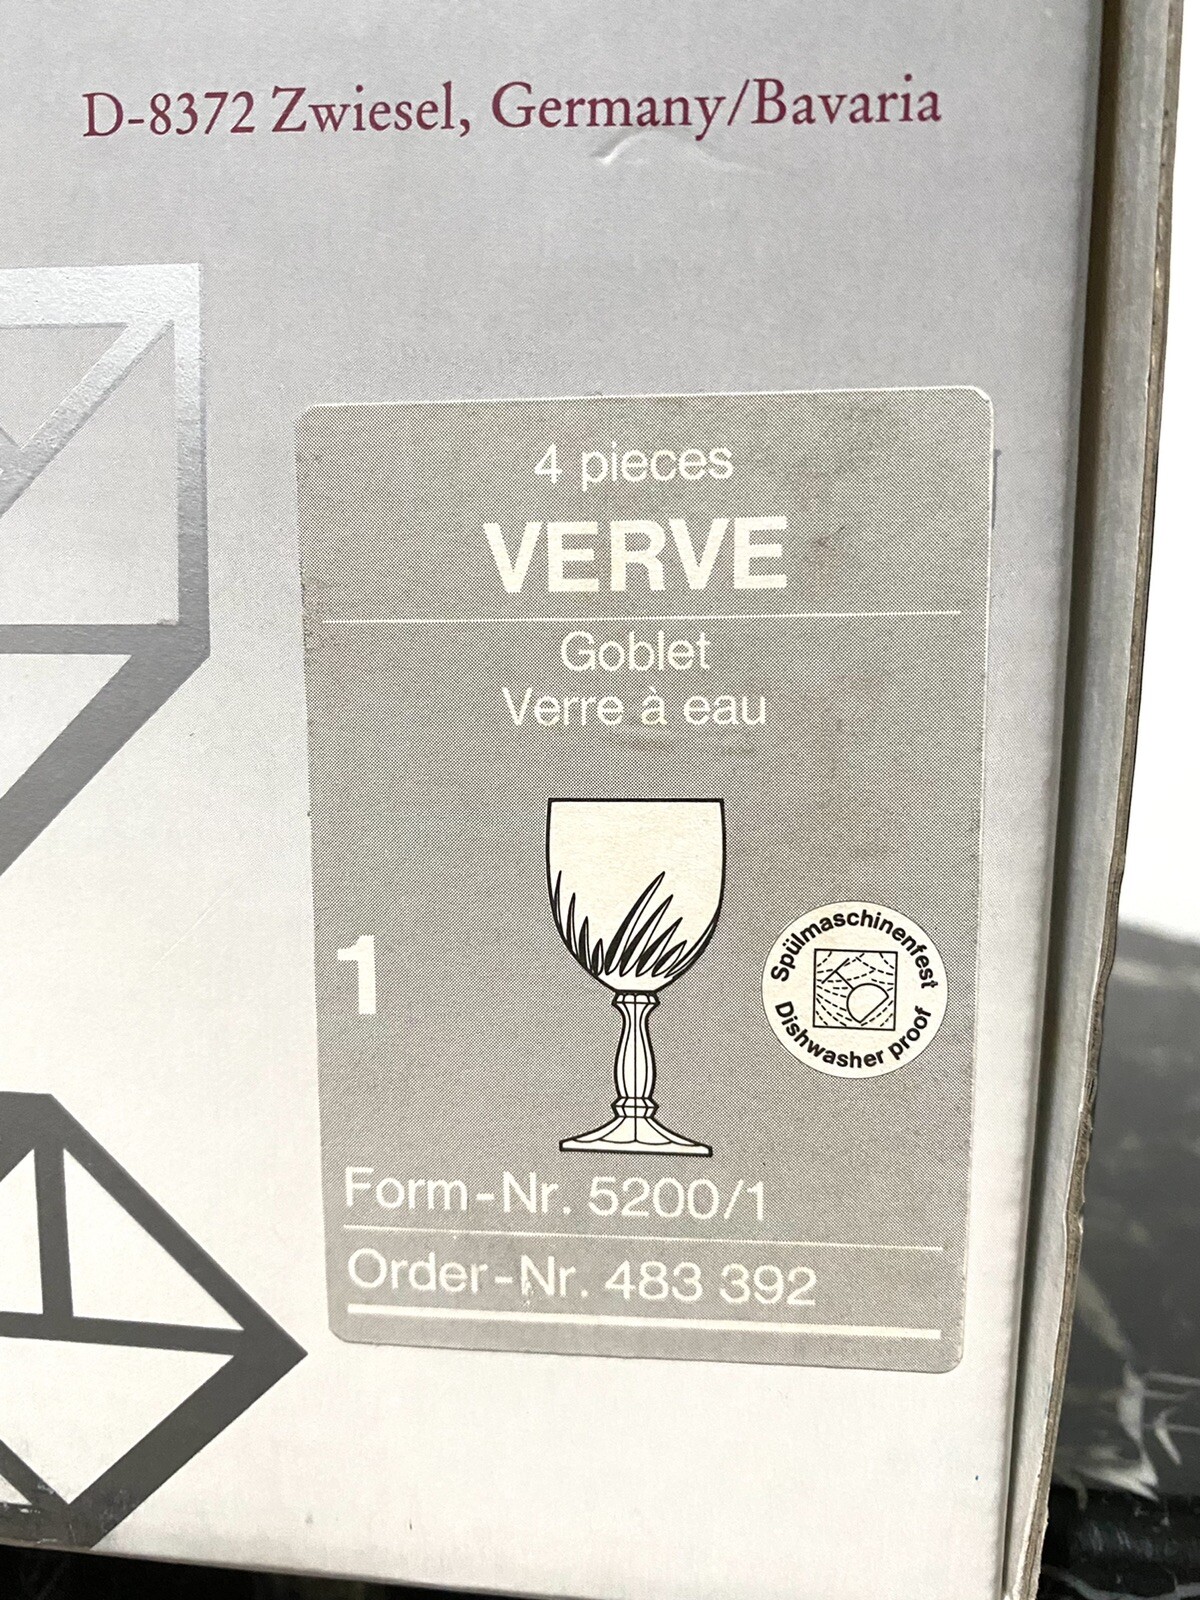 D-8372 Zwiesel, Germany/Bavaria
4 pieces
VERVE
Goblet
Verre à eau
1
Spülmaschinenfest
Dishwasher proof
Form-Nr. 5200/1
Order-Nr. 483 392